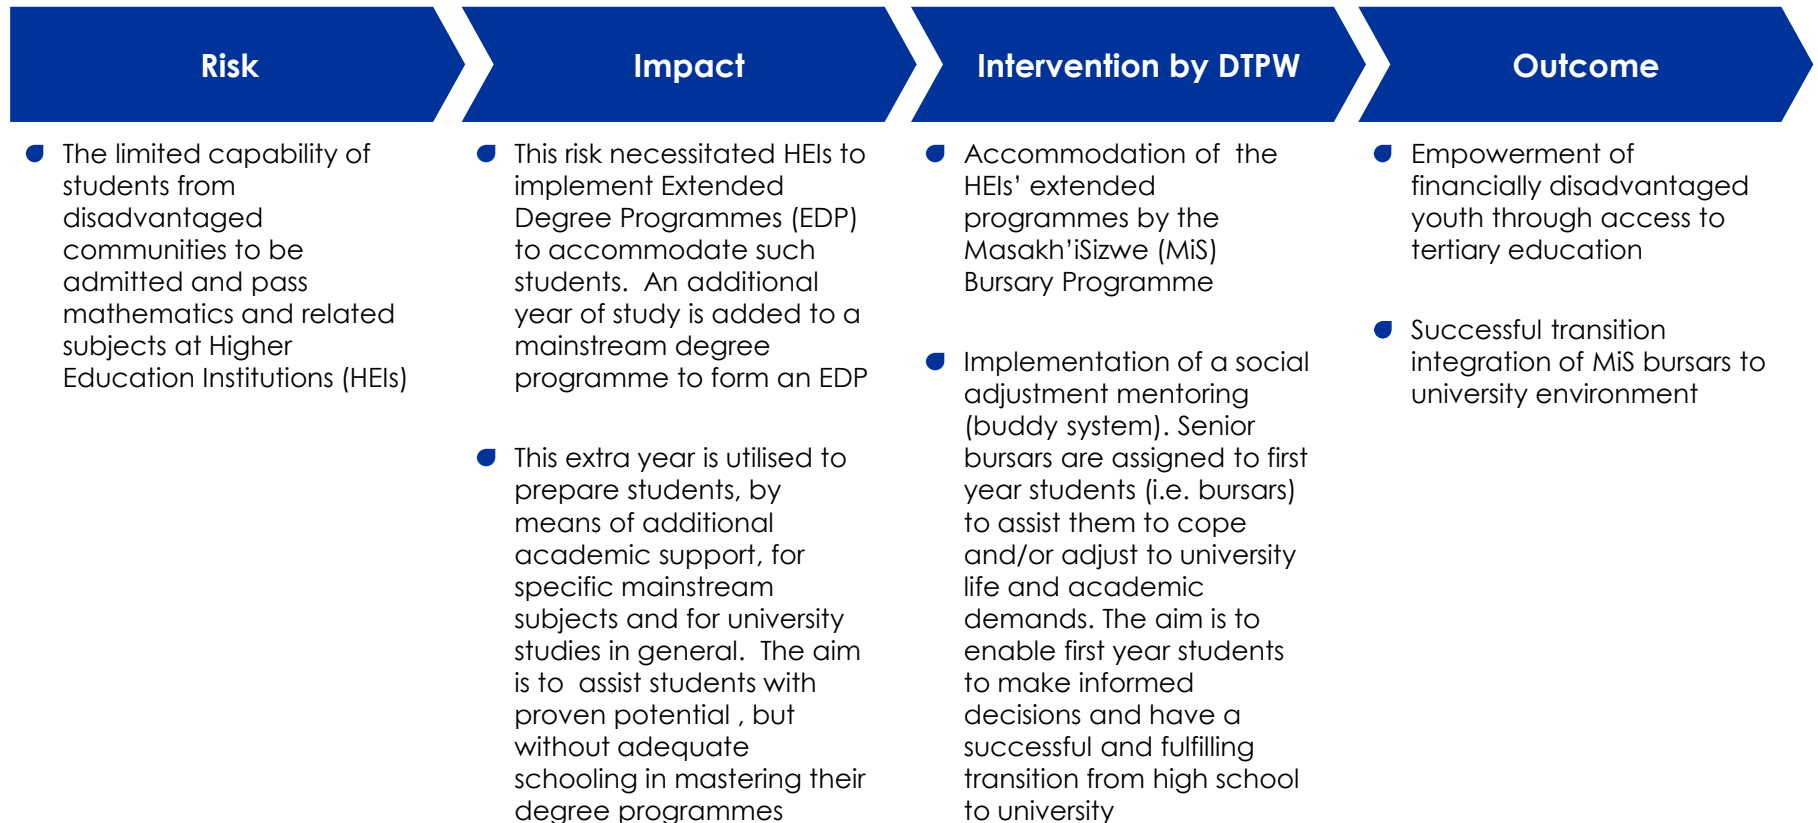 Risk
The limited capability of
students from
disadvantaged
communities to be
admitted and pass
mathematics and related
subjects at Higher
Education Institutions (HEIs)
Impact
This risk necessitated HEIs to
implement Extended
Degree Programmes (EDP)
to accommodate such
students.  An additional
year of study is added to a
mainstream degree
programme to form an EDP
This extra year is utilised to
prepare students, by
means of additional
academic support, for
specific mainstream
subjects and for university
studies in general.  The aim
is to  assist students with
proven potential , but
without adequate
schooling in mastering their
degree programmes
Intervention by DTPW
Accommodation of  the
HEIs’ extended
programmes by the
Masakh’iSizwe (MiS)
Bursary Programme
Implementation of a social
adjustment mentoring
(buddy system). Senior
bursars are assigned to first
year students (i.e. bursars)
to assist them to cope
and/or adjust to university
life and academic
demands. The aim is to
enable first year students
to make informed
decisions and have a
successful and fulfilling
transition from high school
to university
Outcome
Empowerment of
financially disadvantaged
youth through access to
tertiary education
Successful transition
integration of MiS bursars to
university environment